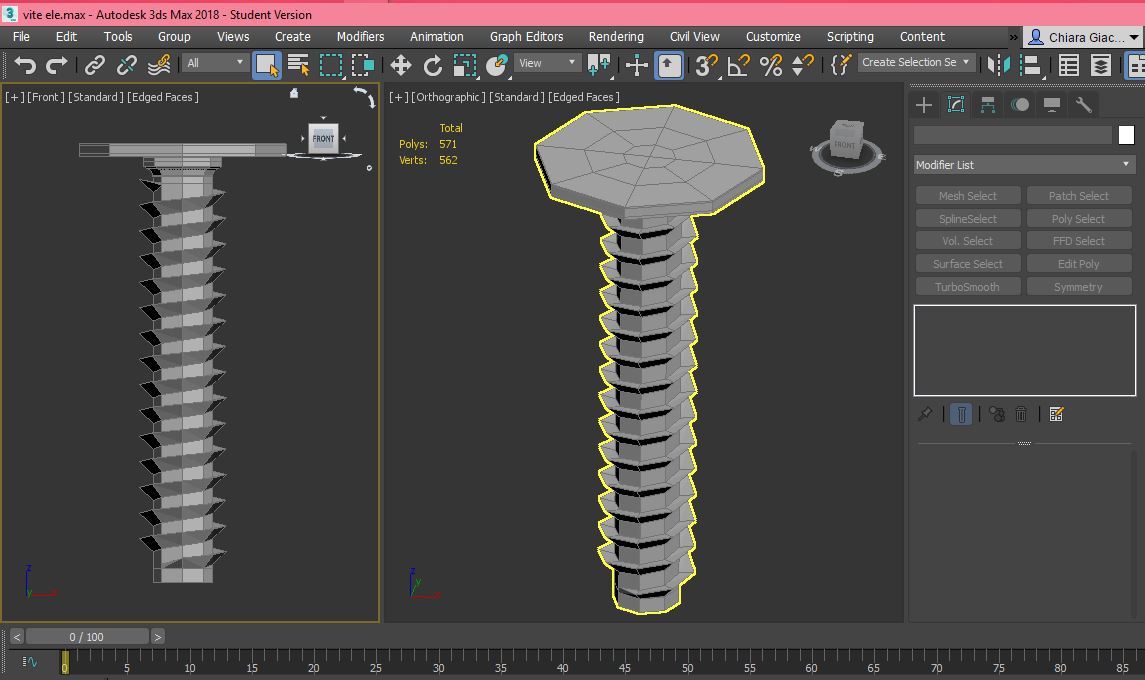 3 vite ele.max - Autodesk 3ds Max 2018 - Student Version
File Edit Tools Group Views Create Modifiers Animation Graph Editors Rendering Civil View Customize Scripting Content » Chiara Giac...
All View 3 Create Selection Se
[+] [Front ] [Standard ] [Edged Faces ]
[+] [Orthographic ] [Standard ] [Edged Faces ]
Total
Polys: 571
Verts: 562
FRONT
FRONT
W
S
E
Modifier List
Mesh Select Patch Select
SplineSelect Poly Select
Vol. Select FFD Select
Surface Select Edit Poly
TurboSmooth Symmetry
z
y x
z
y
x
< 0 / 100 >
0 5 10 15 20 25 30 35 40 45 50 55 60 65 70 75 80 85